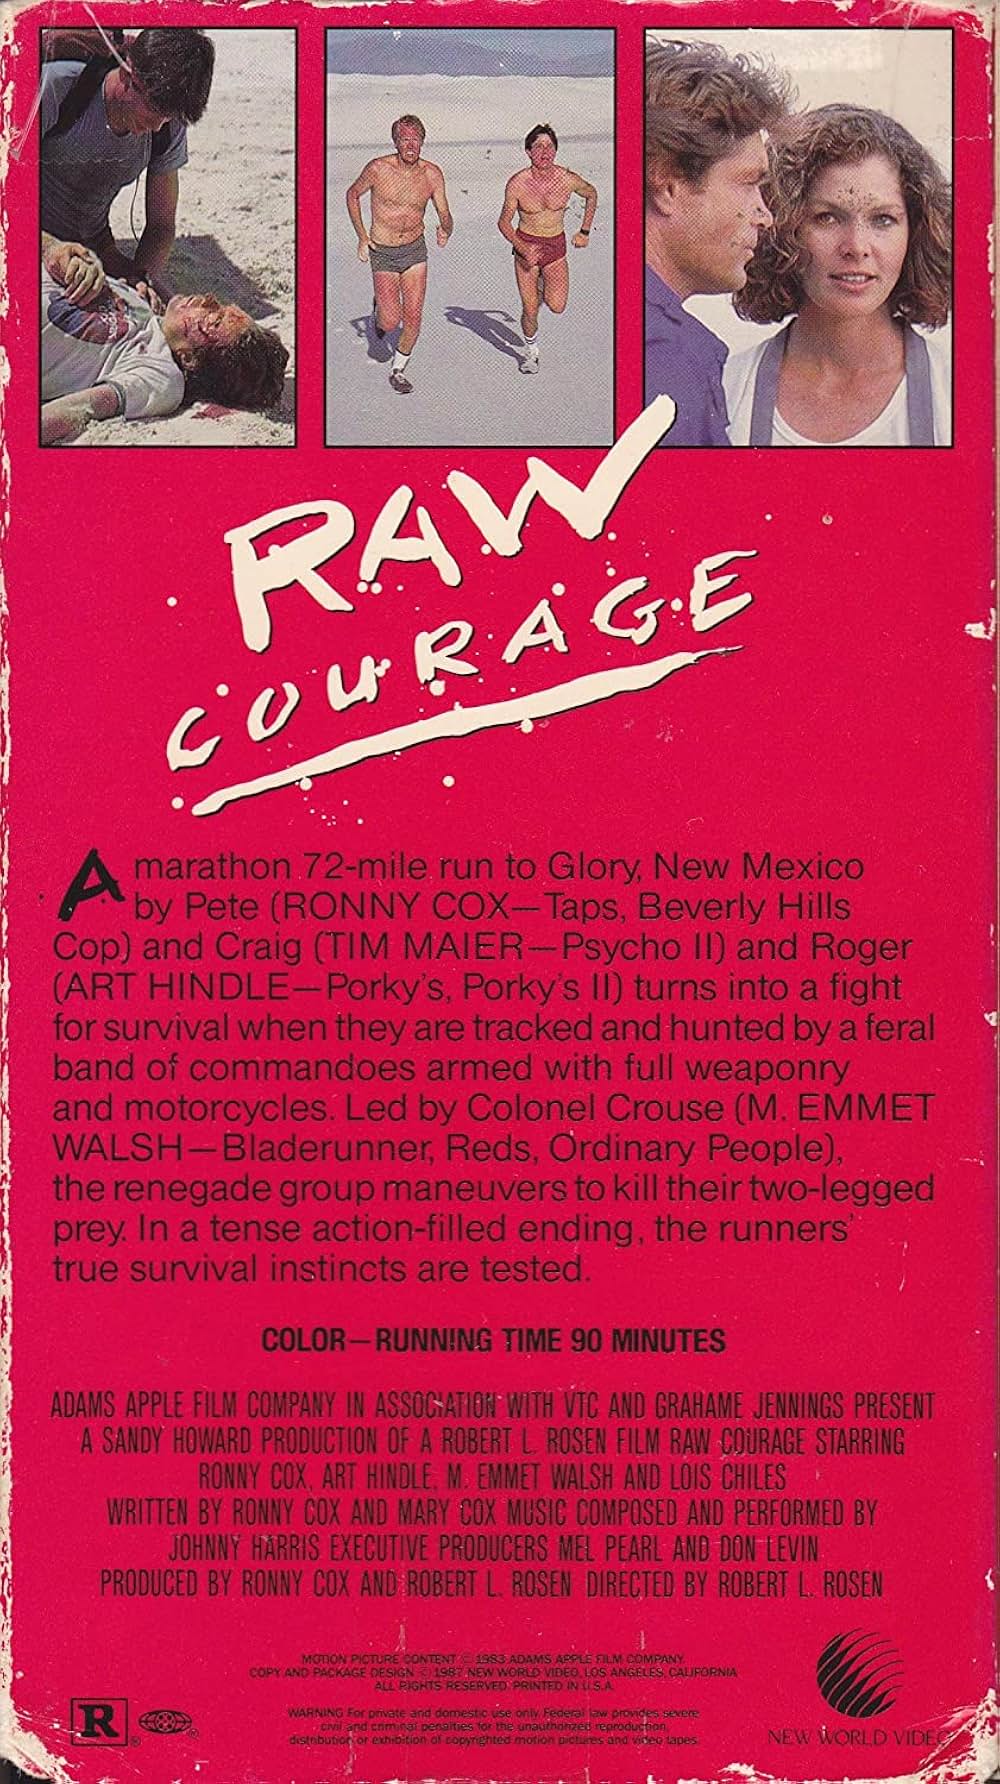 RAW
COURAGE
A marathon 72-mile run to Glory, New Mexico
by Pete (RONNY COX—Taps, Beverly Hills
Cop) and Craig (TIM MAIER—Psycho II) and Roger
(ART HINDLE—Porky's, Porky's II) turns into a fight
for survival when they are tracked and hunted by a feral
band of commandoes armed with full weaponry
and motorcycles. Led by Colonel Crouse (M. EMMET
WALSH—Bladerunner, Reds, Ordinary People),
the renegade group maneuvers to kill their two-legged
prey. In a tense action-filled ending, the runners'
true survival instincts are tested.
COLOR—RUNNING TIME 90 MINUTES
ADAMS APPLE FILM COMPANY IN ASSOCIATION WITH VTC AND GRAHAME JENNINGS PRESENT
A SANDY HOWARD PRODUCTION OF A ROBERT L. ROSEN FILM RAW COURAGE STARRING
RONNY COX, ART HINDLE, M. EMMET WALSH AND LOIS CHILES
WRITTEN BY RONNY COX AND MARY COX MUSIC COMPOSED AND PERFORMED BY
JOHNNY HARRIS EXECUTIVE PRODUCERS MEL PEARL AND DON LEVIN
PRODUCED BY RONNY COX AND ROBERT L. ROSEN DIRECTED BY ROBERT L. ROSEN
MOTION PICTURE CONTENT © 1983 ADAMS APPLE FILM COMPANY.
COPY AND PACKAGE DESIGN © 1987 NEW WORLD VIDEO, LOS ANGELES, CALIFORNIA
ALL RIGHTS RESERVED. PRINTED IN U.S.A.
WARNING: For private and domestic use only. Federal law provides severe
civil and criminal penalties for the unauthorized reproduction,
distribution or exhibition of copyrighted motion pictures and video tapes.
R ®
®
NEW WORLD VIDEO